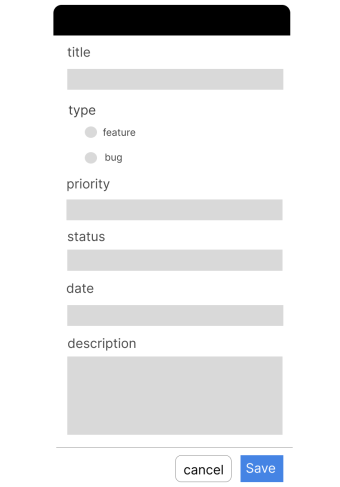 title
type
feature
bug
priority
status
date
description
cancel Save